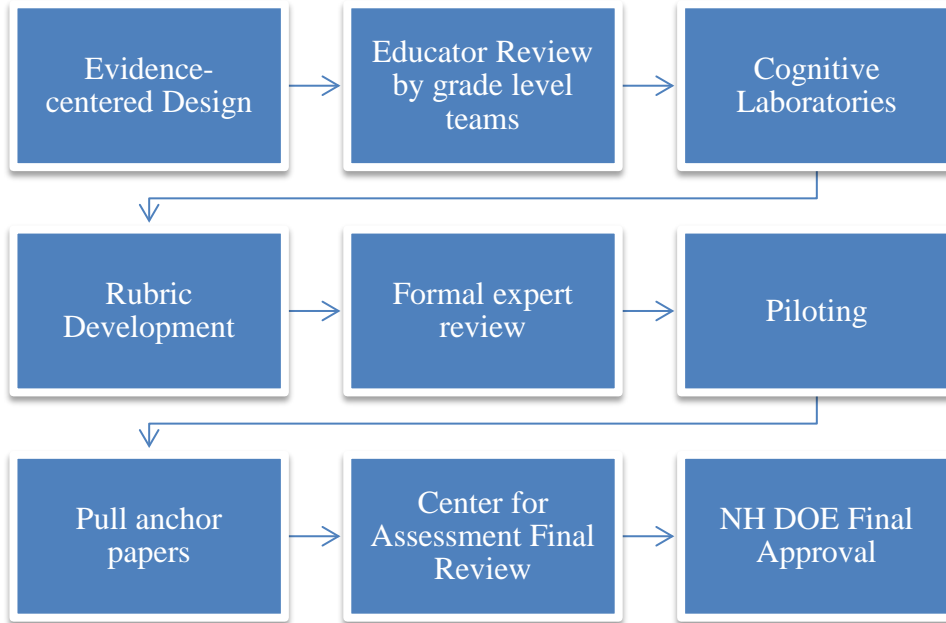 Evidence-
centered Design
Educator Review
by grade level
teams
Cognitive
Laboratories
Rubric
Development
Formal expert
review
Piloting
Pull anchor
papers
Center for
Assessment Final
Review
NH DOE Final
Approval